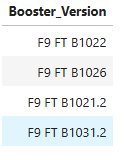 Booster_Version
F9 FT B1022
F9 FT B1026
F9 FT B1021.2
F9 FT B1031.2